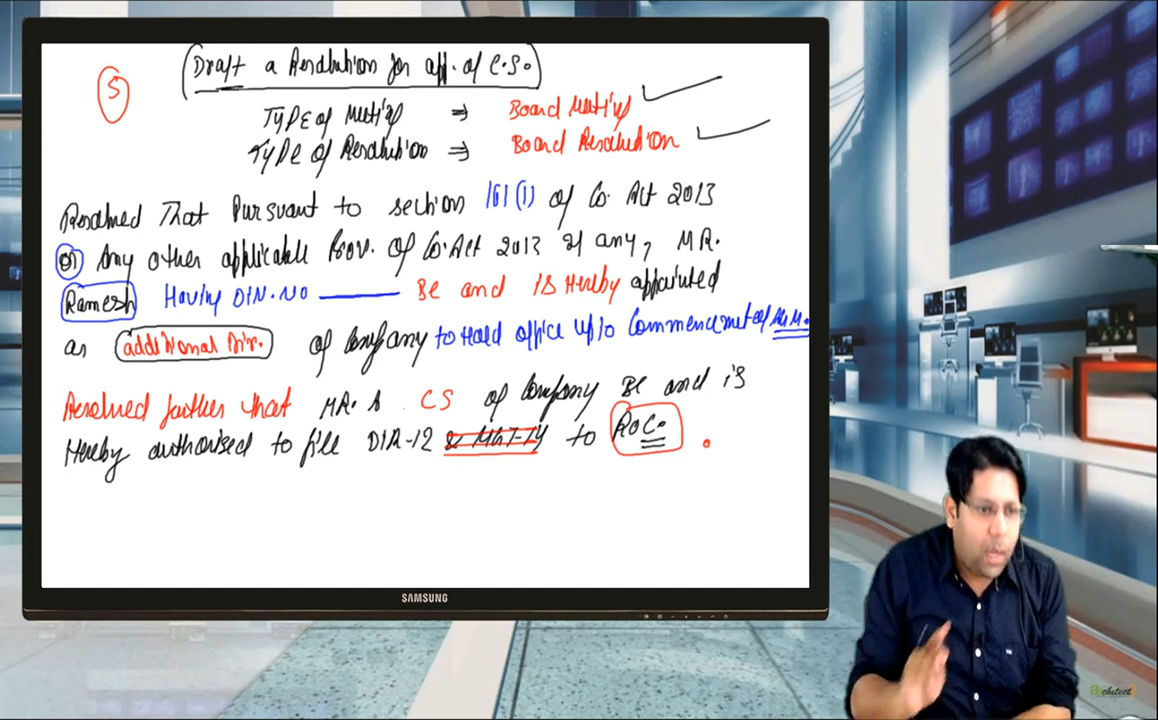 5
Draft a Resolution for app. of C.S.
TYPE of Meeting ⇒ Board Meeting
TYPE of Resolution ⇒ Board Resolution
Resolved That Pursuant to section 161(1) of Co. Act 2013
or Any other applicable Prov. of Co. Act 2013 if any, MR.
Ramesh Having DIN.NO ____ Be and is Hereby appointed
as additional Dir. of Company to Hold office upto Commencement of
Resolved further that MR. S CS of Company Be and is
Hereby authorised to file DIR-12 & MGT-14 to ROC.
SAMSUNG